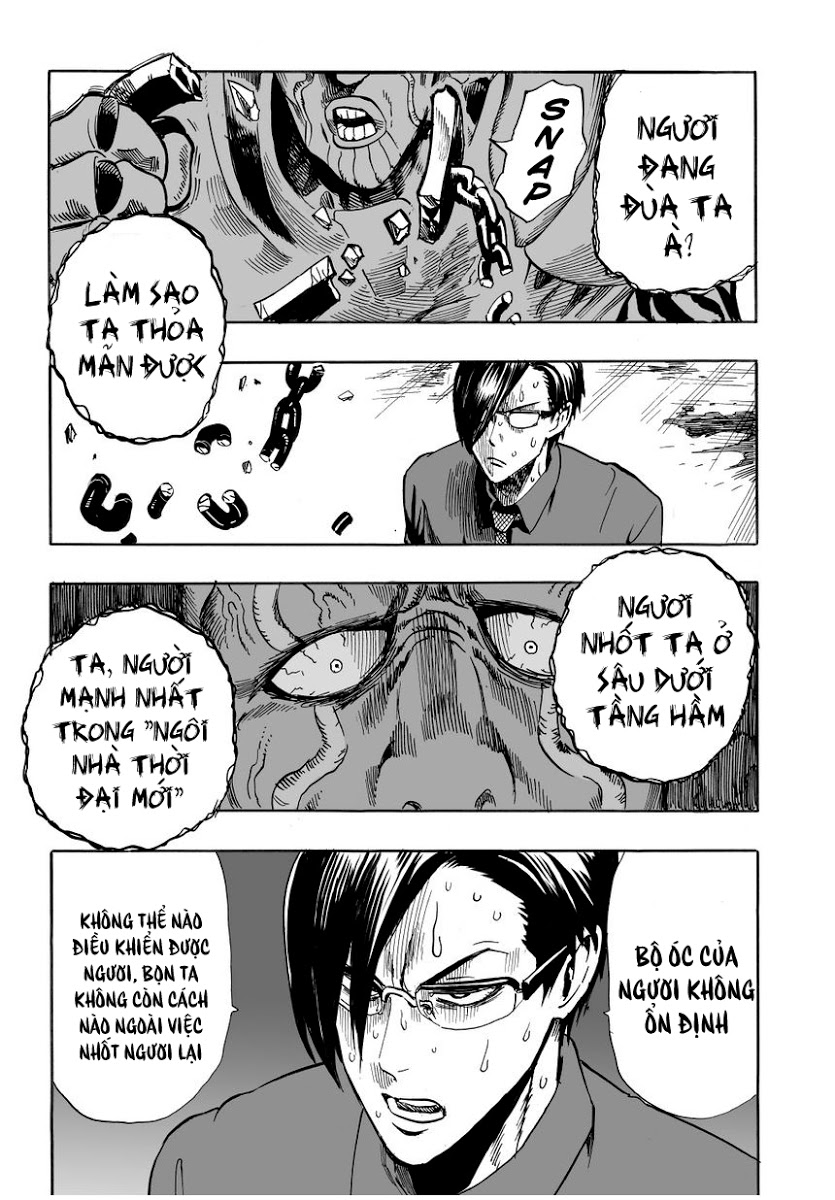 NGƯƠI
ĐANG
ĐÙA TA
À?
SNAP
LÀM SAO
TA THỎA
MÃN ĐƯỢC
NGƯƠI
NHỐT TA Ở
SÂU DƯỚI
TẦNG HẦM
TA, NGƯỜI
MẠNH NHẤT
TRONG "NGÔI
NHÀ THỜI
ĐẠI MỚI"
BỘ ÓC CỦA
NGƯƠI KHÔNG
ỔN ĐỊNH
KHÔNG THỂ NÀO
ĐIỀU KHIỂN ĐƯỢC
NGƯƠI, BỌN TA
KHÔNG CÒN CÁCH
NÀO NGOÀI VIỆC
NHỐT NGƯƠI LẠI